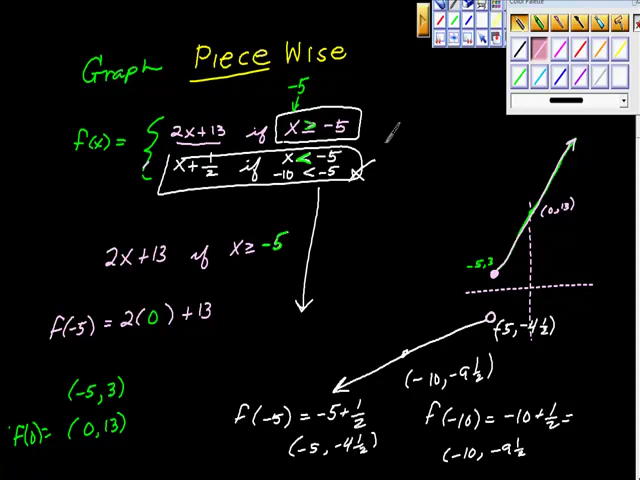 Graph Piece Wise
-5
f(x) = { 2x+13 if x ≥ -5
x+1/2 if x < -5
-10 < -5
2x+13 if x ≥ -5
f(-5) = 2(0) + 13
(-5, 3)
f(0) = (0, 13)
(0, 13)
-5, 3
(5, -4 1/2)
(-10, -9 1/2)
f(-5) = -5 + 1/2
(-5, -4 1/2)
f(-10) = -10 + 1/2 =
(-10, -9 1/2
Color Palette